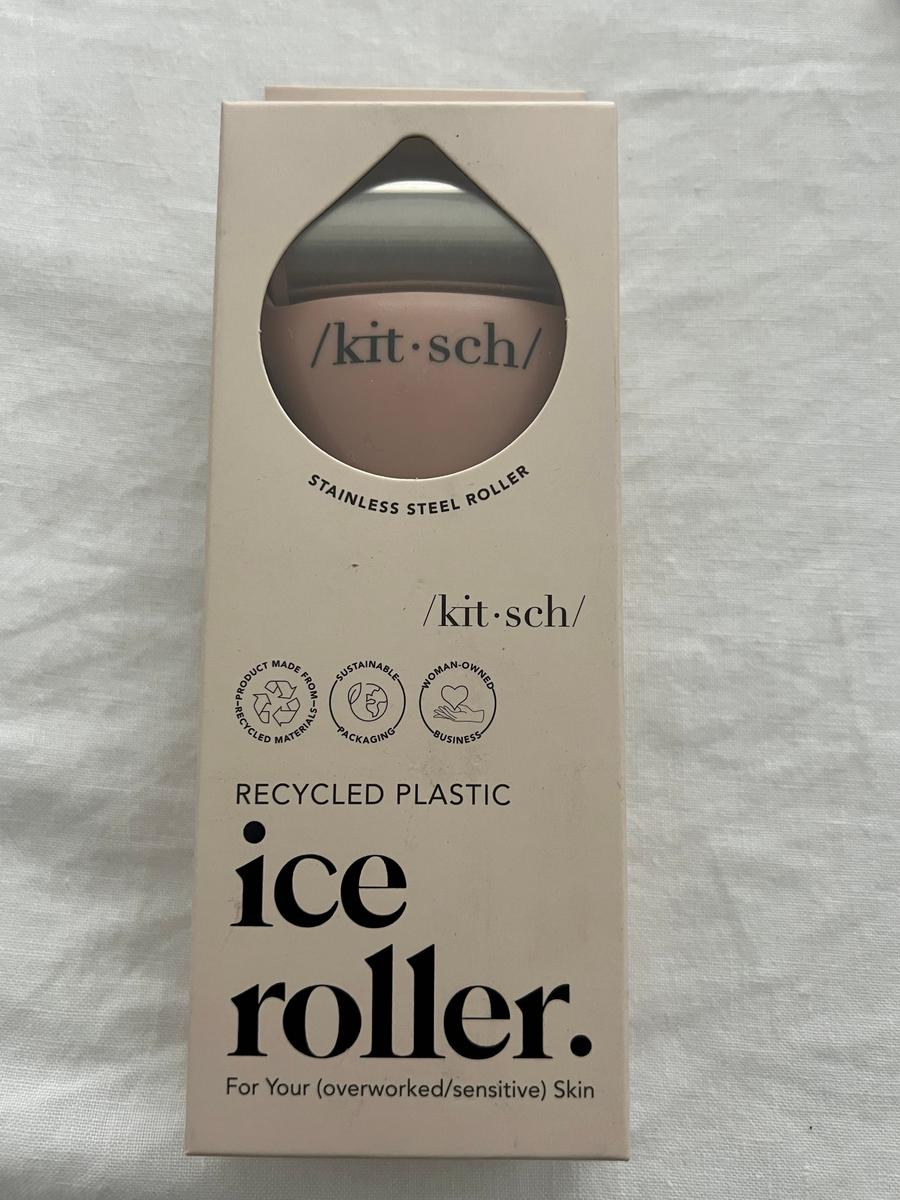 /kit·sch/
STAINLESS STEEL ROLLER
/kit·sch/
PRODUCT MADE FROM RECYCLED MATERIALS
SUSTAINABLE PACKAGING
WOMAN-OWNED BUSINESS
RECYCLED PLASTIC
ice
roller.
For Your (overworked/sensitive) Skin